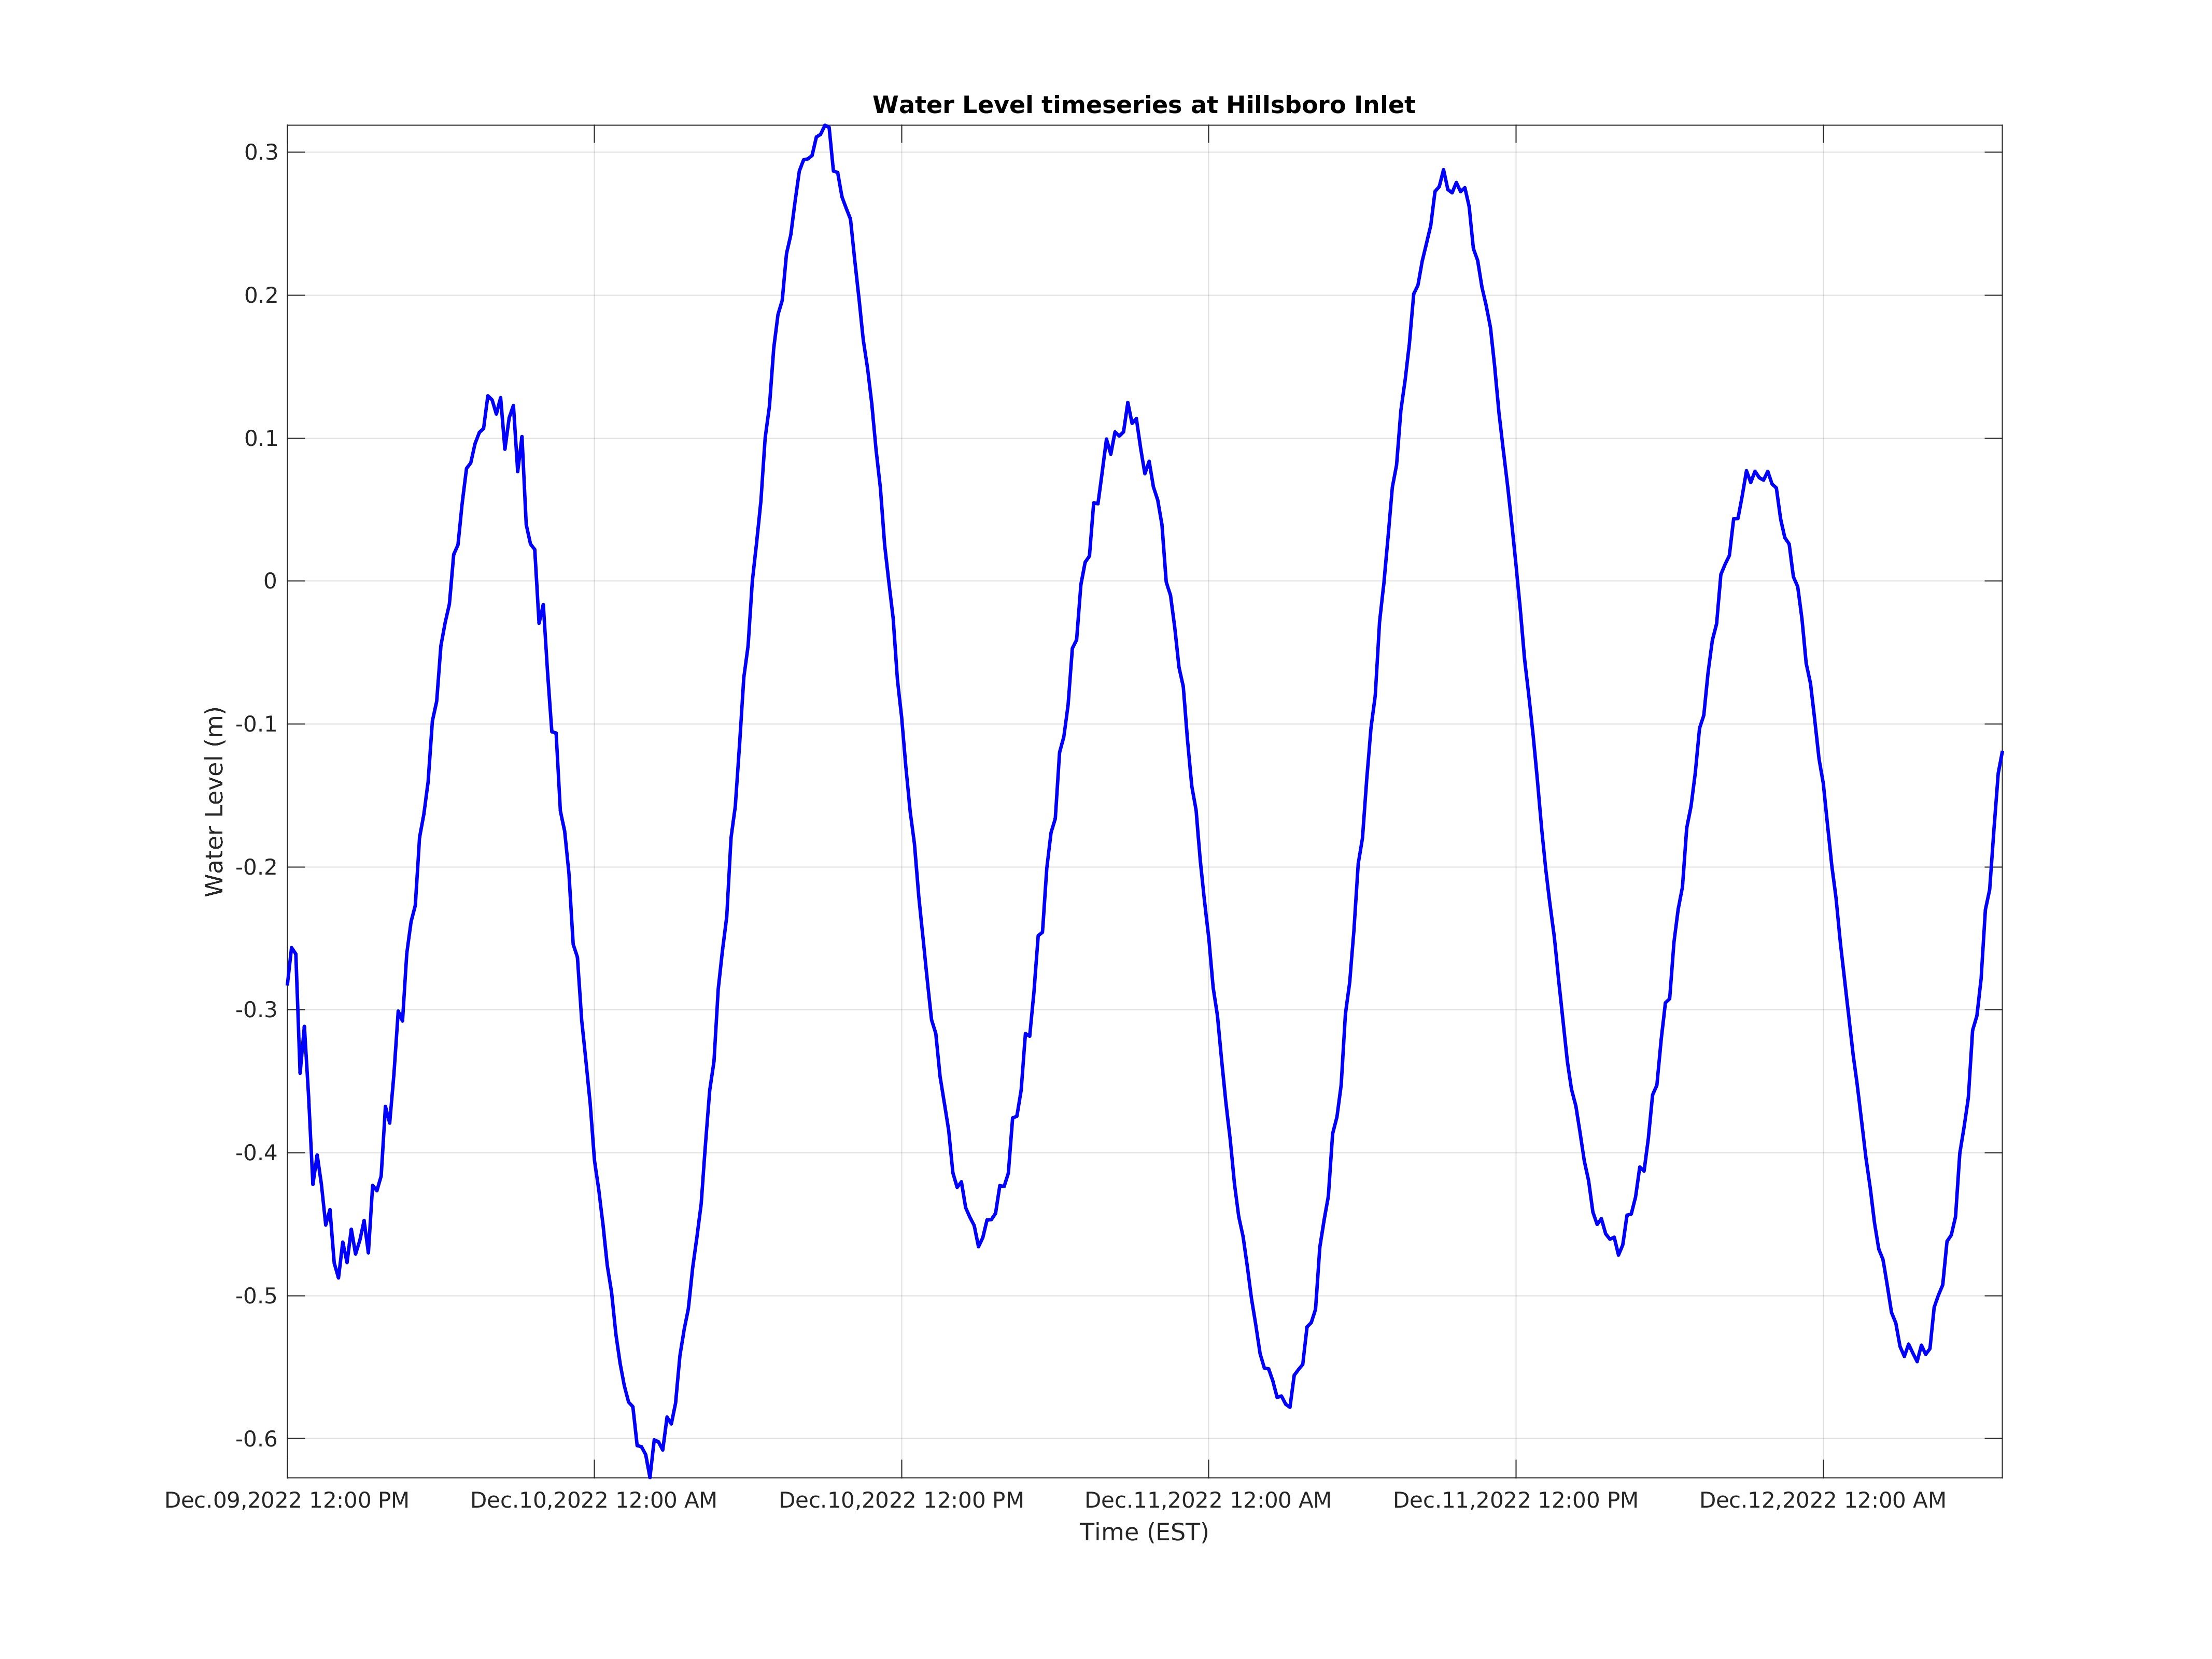 Water Level timeseries at Hillsboro Inlet
0.3
0.2
0.1
0
-0.1
-0.2
-0.3
-0.4
-0.5
-0.6
Water Level (m)
Dec.09,2022 12:00 PM
Dec.10,2022 12:00 AM
Dec.10,2022 12:00 PM
Dec.11,2022 12:00 AM
Dec.11,2022 12:00 PM
Dec.12,2022 12:00 AM
Time (EST)